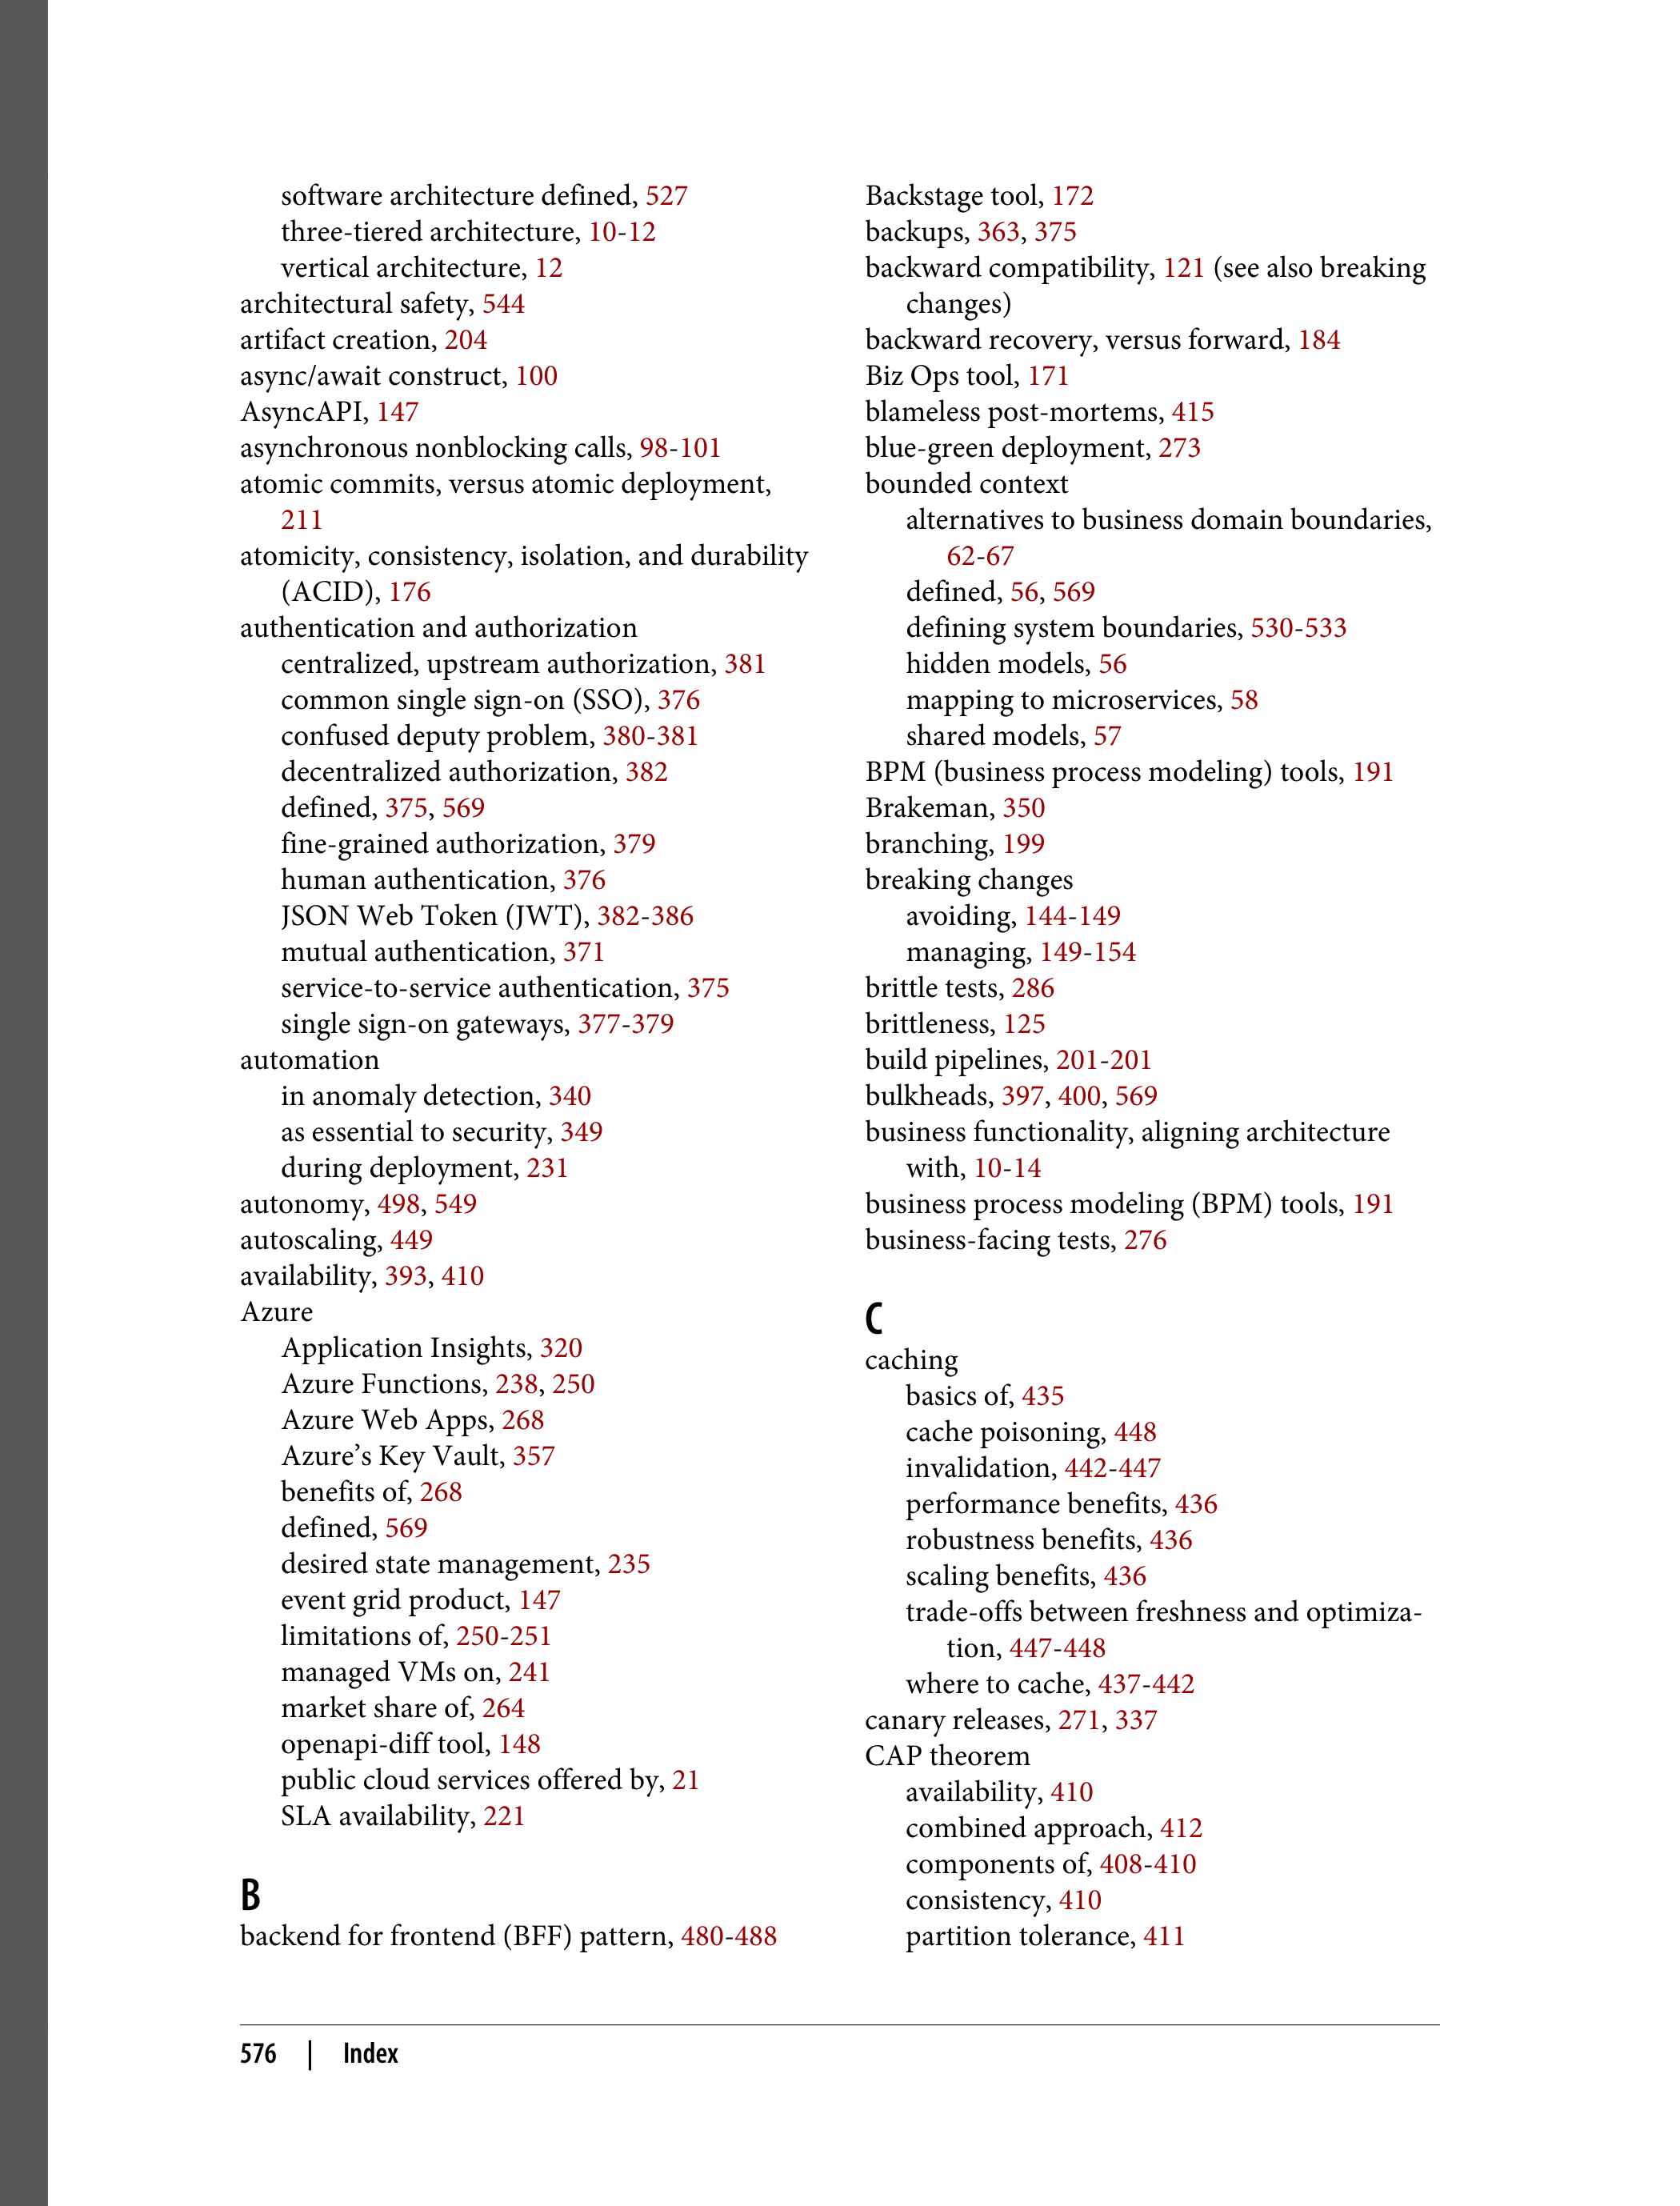 software architecture defined, 527
three-tiered architecture, 10-12
vertical architecture, 12
architectural safety, 544
artifact creation, 204
async/await construct, 100
AsyncAPI, 147
asynchronous nonblocking calls, 98-101
atomic commits, versus atomic deployment,
211
atomicity, consistency, isolation, and durability
(ACID), 176
authentication and authorization
centralized, upstream authorization, 381
common single sign-on (SSO), 376
confused deputy problem, 380-381
decentralized authorization, 382
defined, 375, 569
fine-grained authorization, 379
human authentication, 376
JSON Web Token (JWT), 382-386
mutual authentication, 371
service-to-service authentication, 375
single sign-on gateways, 377-379
automation
in anomaly detection, 340
as essential to security, 349
during deployment, 231
autonomy, 498, 549
autoscaling, 449
availability, 393, 410
Azure
Application Insights, 320
Azure Functions, 238, 250
Azure Web Apps, 268
Azure’s Key Vault, 357
benefits of, 268
defined, 569
desired state management, 235
event grid product, 147
limitations of, 250-251
managed VMs on, 241
market share of, 264
openapi-diff tool, 148
public cloud services offered by, 21
SLA availability, 221
B
backend for frontend (BFF) pattern, 480-488
Backstage tool, 172
backups, 363, 375
backward compatibility, 121 (see also breaking
changes)
backward recovery, versus forward, 184
Biz Ops tool, 171
blameless post-mortems, 415
blue-green deployment, 273
bounded context
alternatives to business domain boundaries,
62-67
defined, 56, 569
defining system boundaries, 530-533
hidden models, 56
mapping to microservices, 58
shared models, 57
BPM (business process modeling) tools, 191
Brakeman, 350
branching, 199
breaking changes
avoiding, 144-149
managing, 149-154
brittle tests, 286
brittleness, 125
build pipelines, 201-201
bulkheads, 397, 400, 569
business functionality, aligning architecture
with, 10-14
business process modeling (BPM) tools, 191
business-facing tests, 276
C
caching
basics of, 435
cache poisoning, 448
invalidation, 442-447
performance benefits, 436
robustness benefits, 436
scaling benefits, 436
trade-offs between freshness and optimiza-
tion, 447-448
where to cache, 437-442
canary releases, 271, 337
CAP theorem
availability, 410
combined approach, 412
components of, 408-410
consistency, 410
partition tolerance, 411
576 | Index